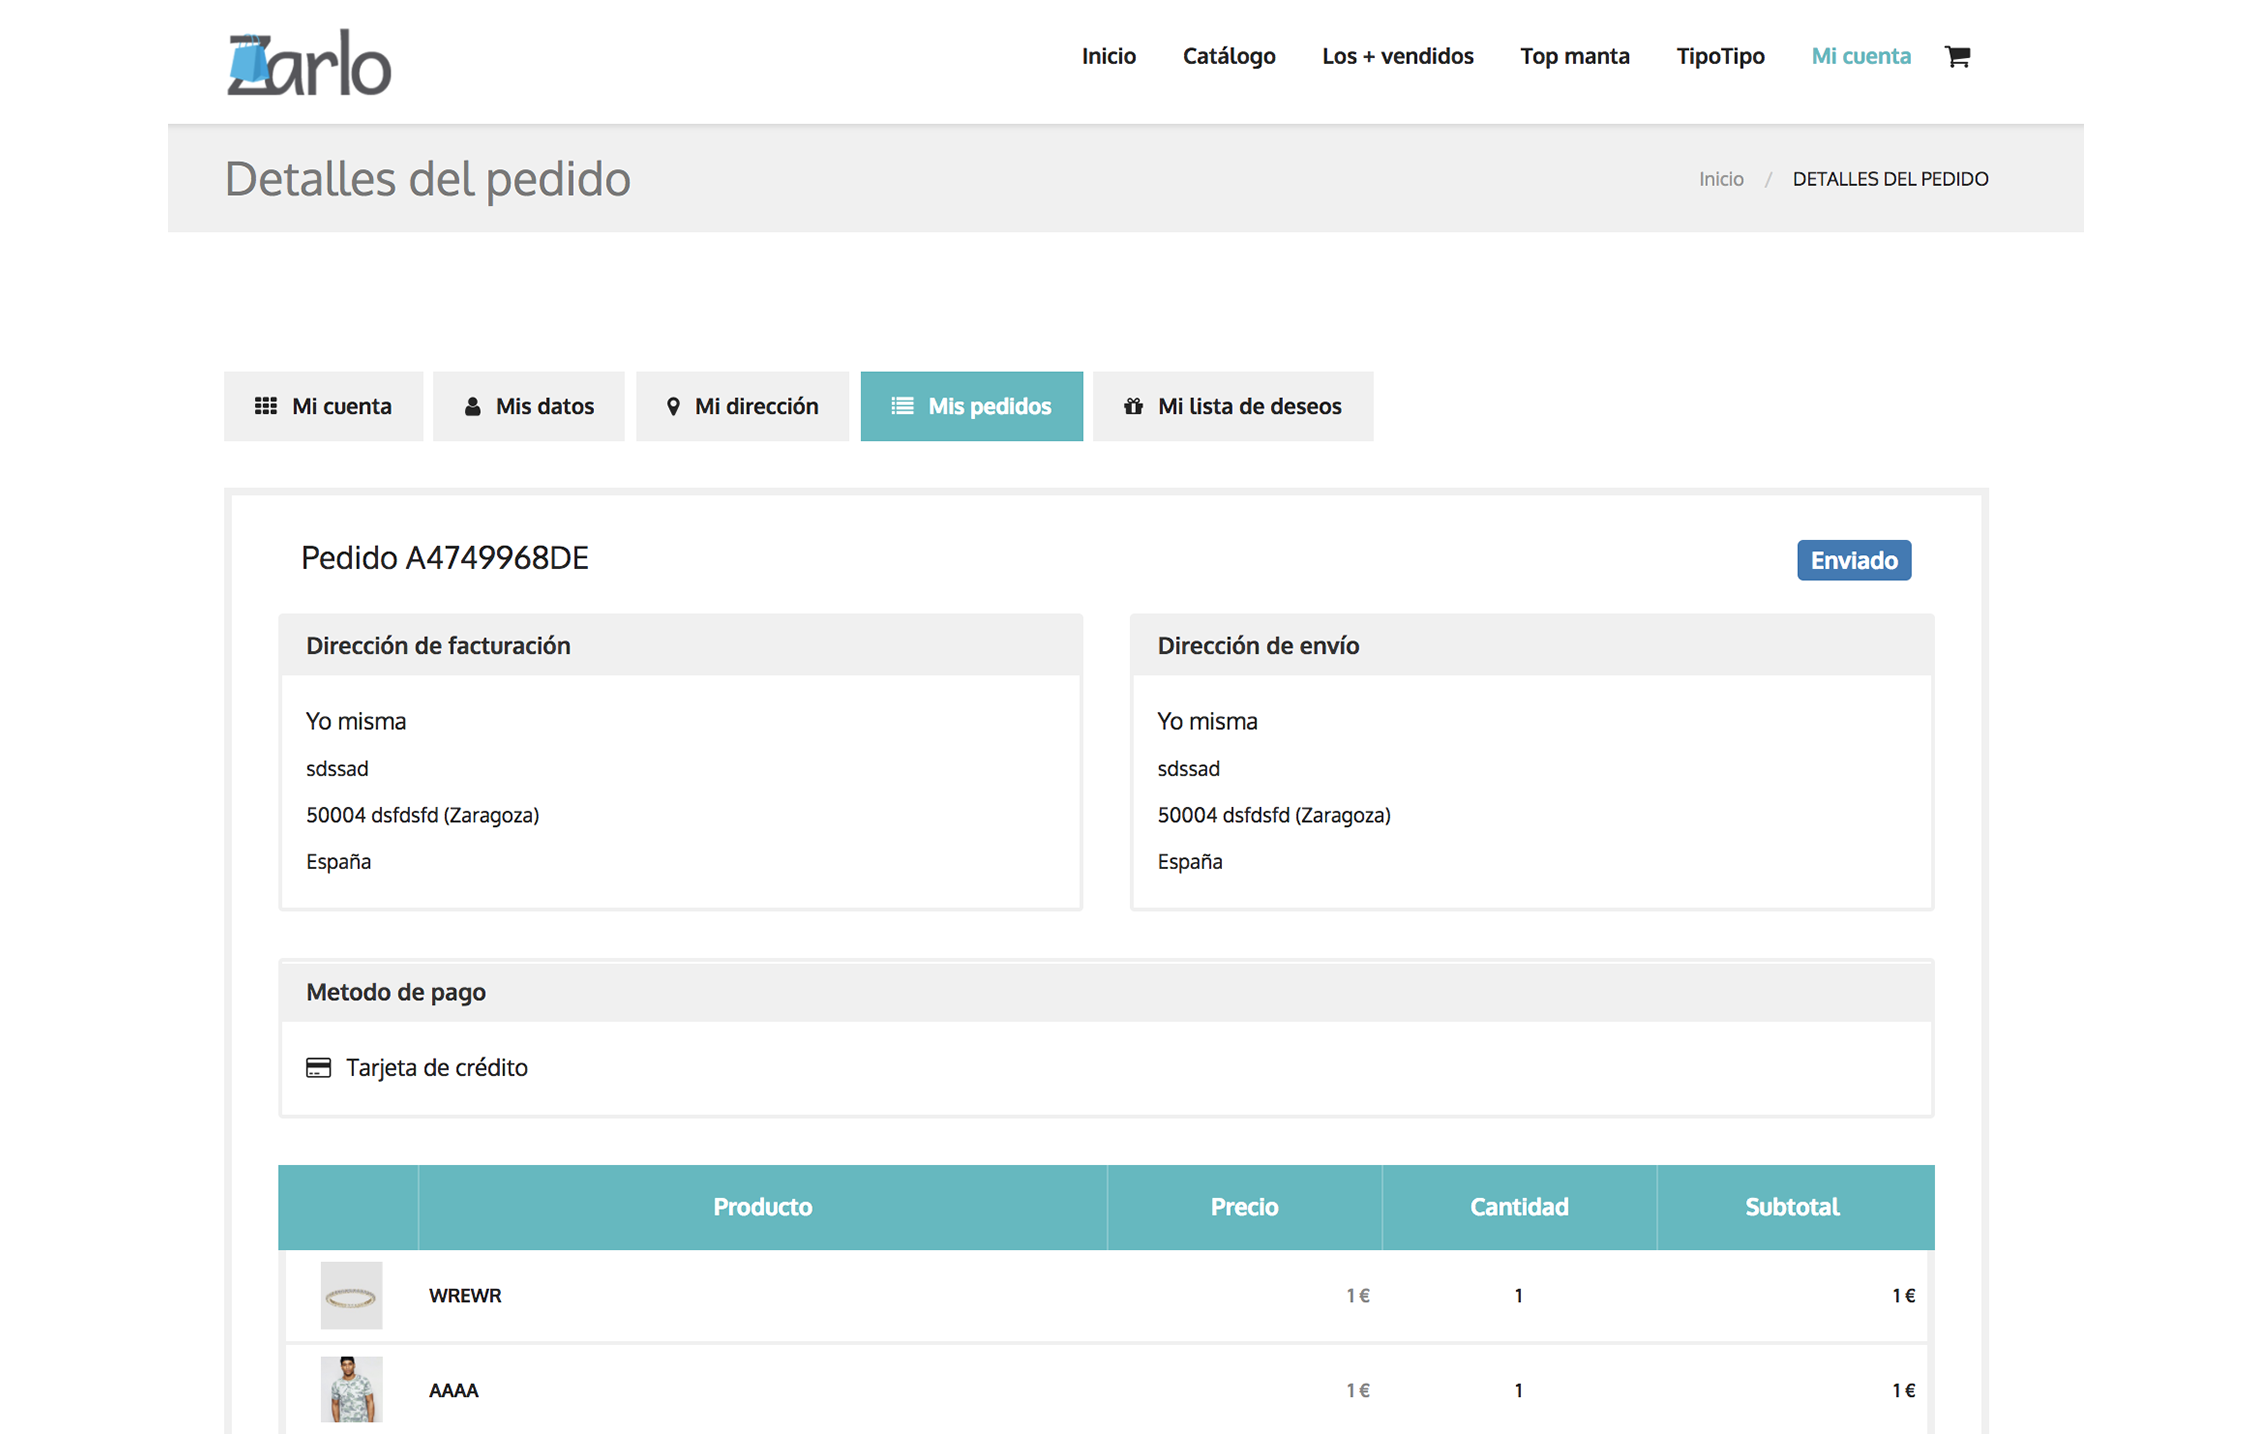 Zarlo
Inicio Catálogo Los + vendidos Top manta TipoTipo Mi cuenta
Detalles del pedido
Inicio / DETALLES DEL PEDIDO
Mi cuenta Mis datos Mi dirección Mis pedidos Mi lista de deseos
Pedido A4749968DE
Enviado
Dirección de facturación
Yo misma
sdssad
50004 dsfdsfd (Zaragoza)
España
Dirección de envío
Yo misma
sdssad
50004 dsfdsfd (Zaragoza)
España
Metodo de pago
Tarjeta de crédito
Producto Precio Cantidad Subtotal
WREWR 1 € 1 1 €
AAAA 1 € 1 1 €